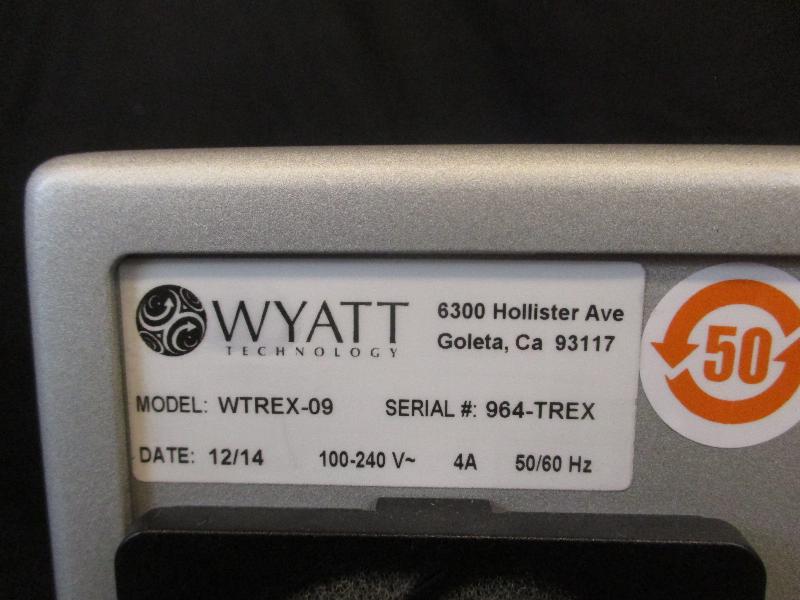 WYATT
TECHNOLOGY
6300 Hollister Ave
Goleta, Ca 93117
MODEL: WTREX-09 SERIAL #: 964-TREX
DATE: 12/14 100-240 V~ 4A 50/60 Hz
50